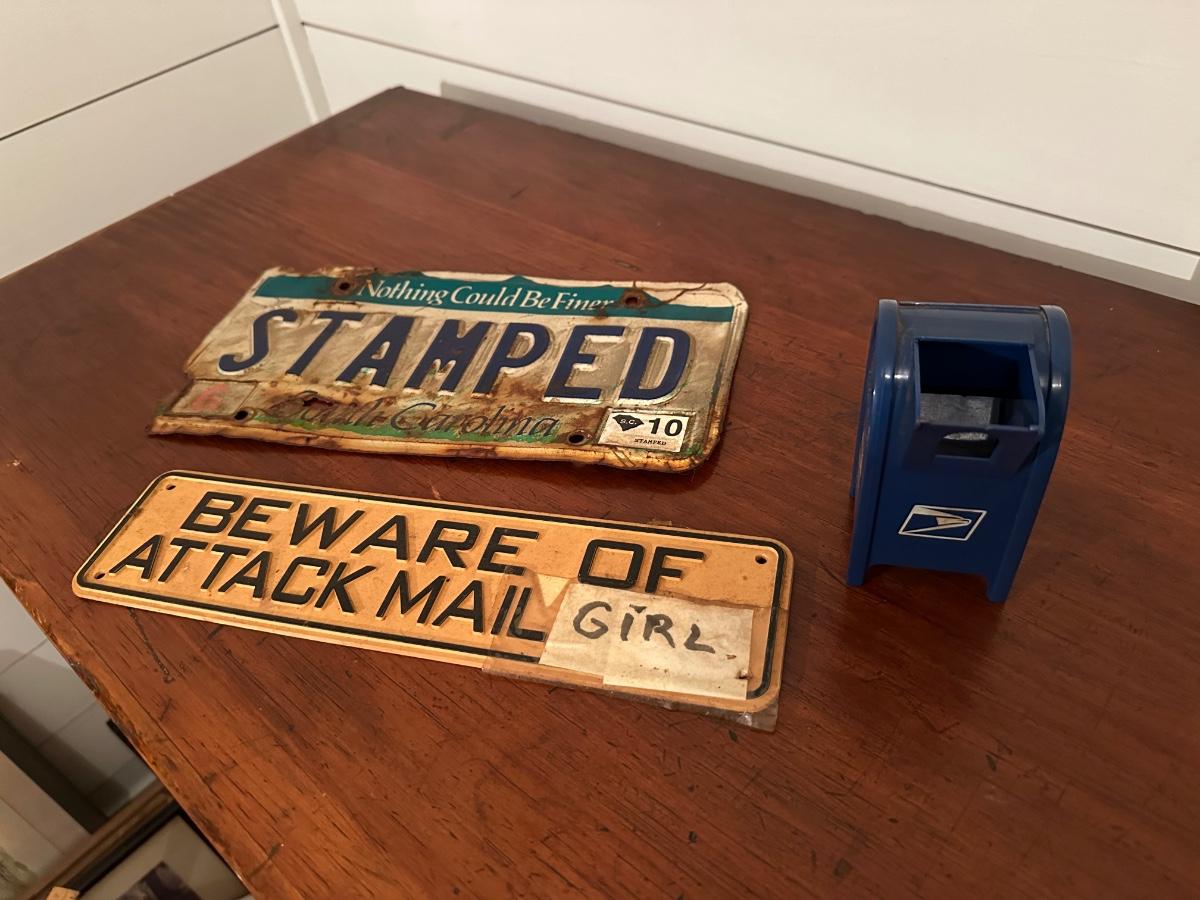 Nothing Could Be Finer
STAMPED
South Carolina
S.C. 10
STAMPED
BEWARE OF
ATTACK MAIL GIRL